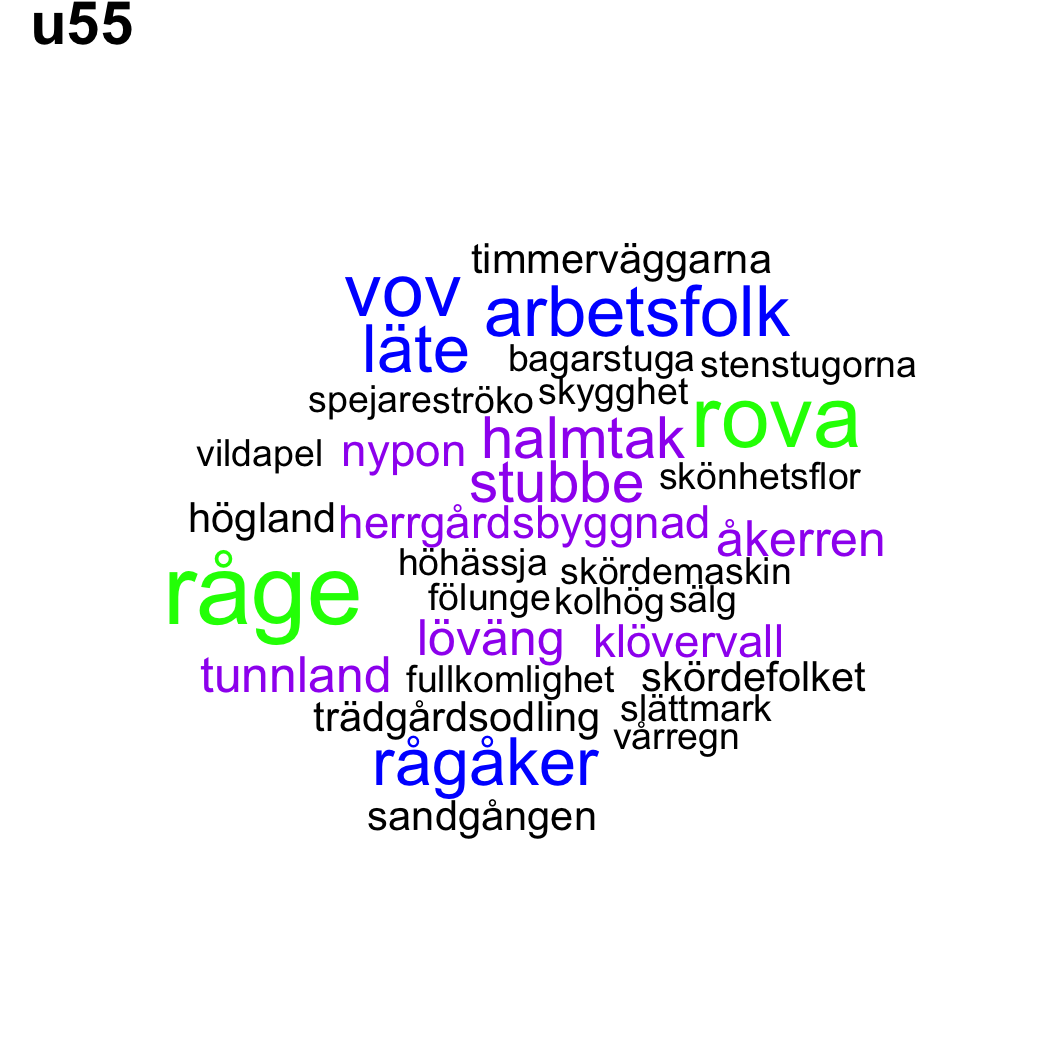 u55
timmerväggarna
vov arbetsfolk
läte
bagarstuga stenstugorna
spejareströko skygghet
rova
vildapel nypon halmtak
stubbe skönhetsflor
högland herrgårdsbyggnad åkerren
höhässja skördemaskin
råge
fölunge kolhög sälg
löväng klövervall
tunnland fullkomlighet skördefolket
trädgårdsodling slättmark
vårregn
rågåker
sandgången